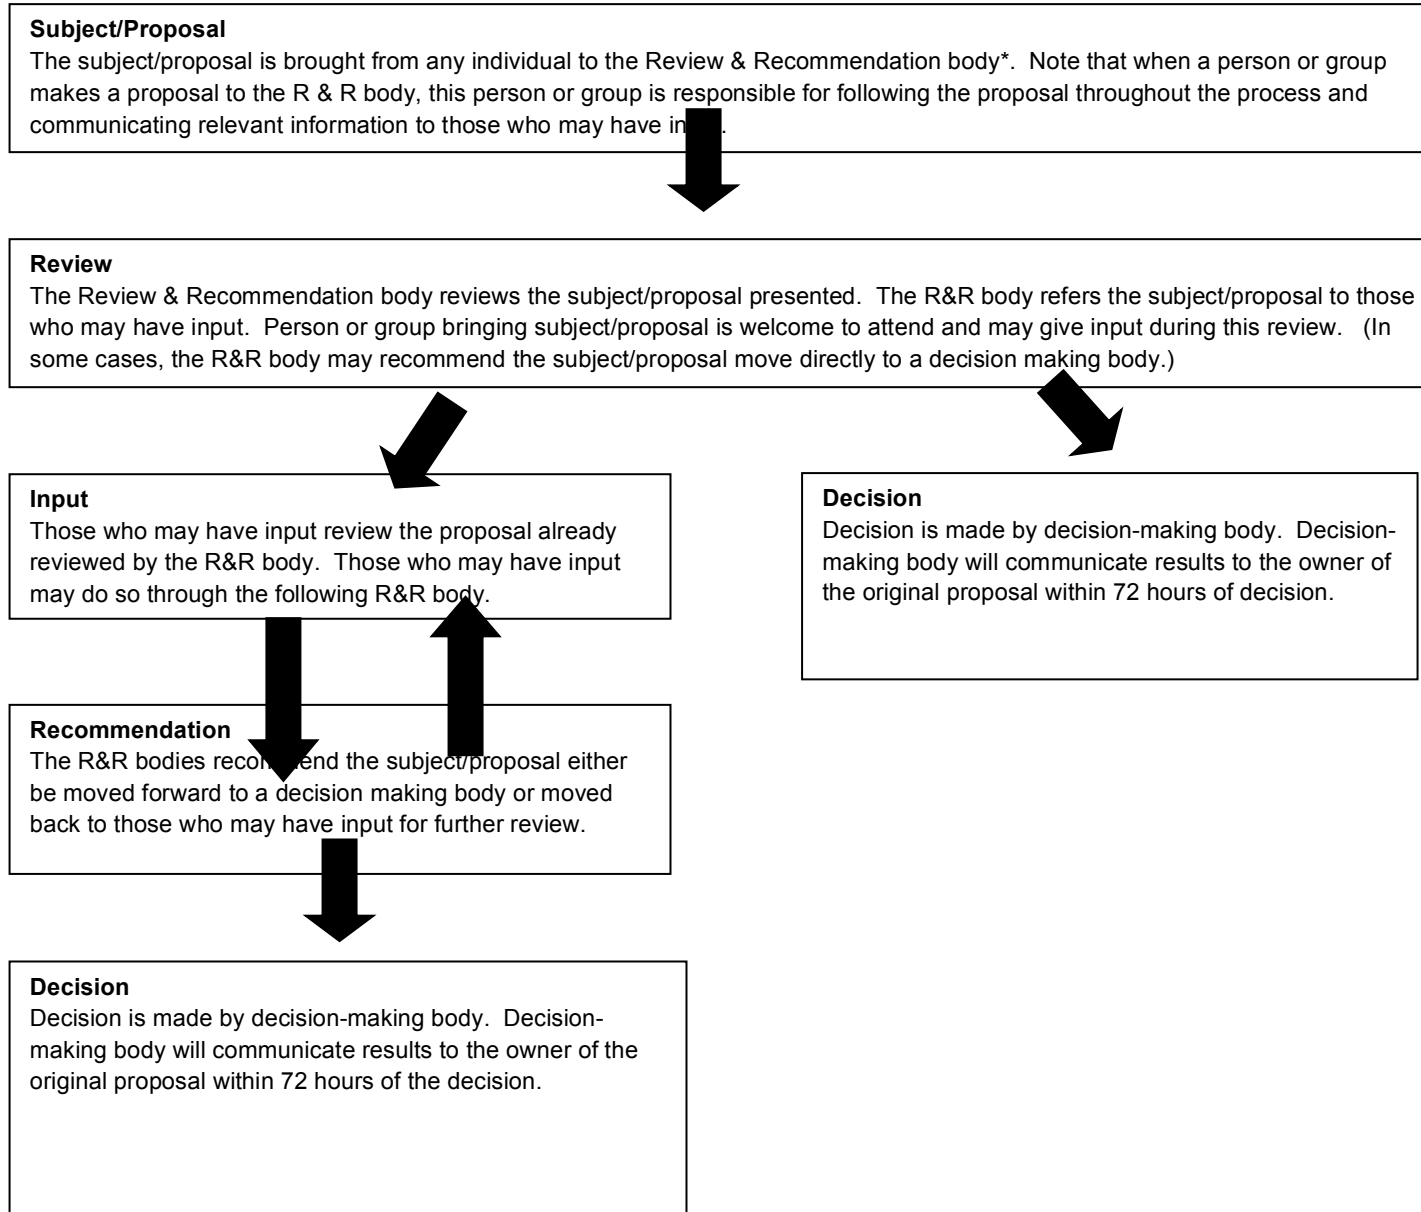 Subject/Proposal
The subject/proposal is brought from any individual to the Review & Recommendation body*.  Note that when a person or group
makes a proposal to the R & R body, this person or group is responsible for following the proposal throughout the process and
communicating relevant information to those who may have
Review
The Review & Recommendation body reviews the subject/proposal presented.  The R&R body refers the subject/proposal to those
who may have input.  Person or group bringing subject/proposal is welcome to attend and may give input during this review.   (In
some cases, the R&R body may recommend the subject/proposal move directly to a decision making body.)
Input
Those who may have input review the proposal already
reviewed by the R&R body.  Those who may have input
may do so through the following R&R body.
Decision
Decision is made by decision-making body.  Decision-
making body will communicate results to the owner of
the original proposal within 72 hours of decision.
Recommendation
The R&R bodies recommend the subject/proposal either
be moved forward to a decision making body or moved
back to those who may have input for further review.
Decision
Decision is made by decision-making body.  Decision-
making body will communicate results to the owner of the
original proposal within 72 hours of the decision.